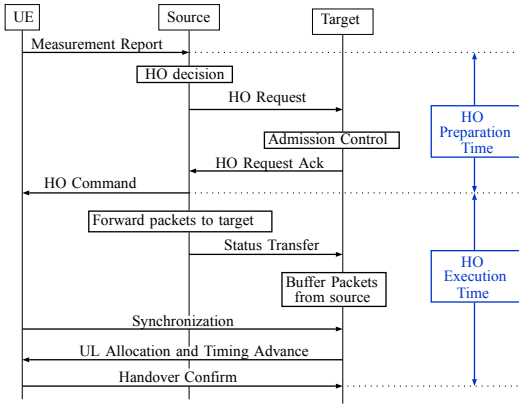 UE
Source
Target
Measurement Report
HO decision
HO Request
HO
Preparation
Time
Admission Control
HO Request Ack
HO Command
Forward packets to target
Status Transfer
HO
Execution
Time
Buffer Packets
from source
Synchronization
UL Allocation and Timing Advance
Handover Confirm